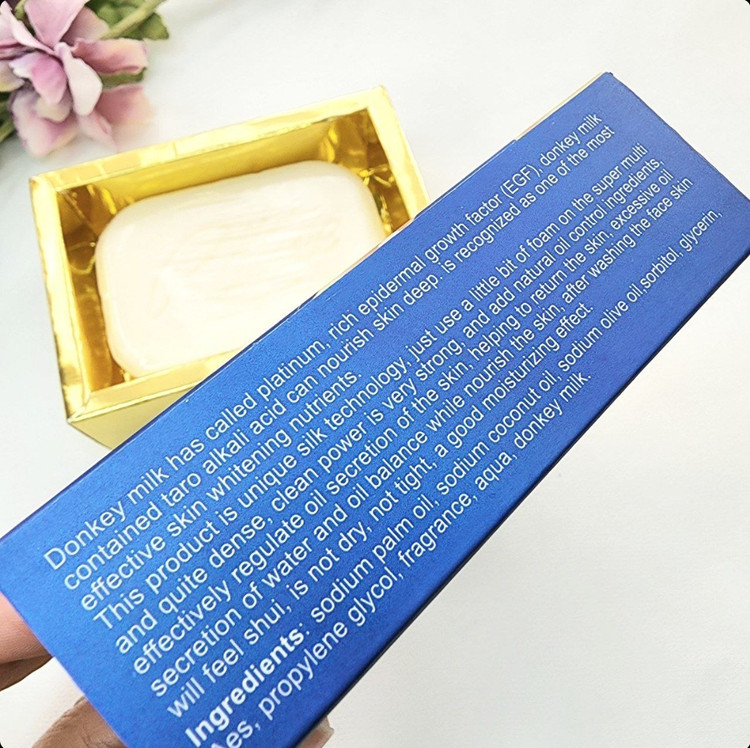 Donkey milk has called platinum, rich epidermal growth factor (EGF), donkey milk
contained taro alkali acid can nourish skin deep. is recognized as one of the most
effective skin whitening nutrients.
This product is unique silk technology, just use a little bit of foam on the super multi
and quite dense, clean power is very strong, and add natural oil control ingredients,
effectively regulate oil secretion of the skin, helping to return the skin, excessive oil
secretion of water and oil balance while nourish the skin, after washing the face skin
will feel shui, is not dry, not tight, a good moisturizing effect.
Ingredients: sodium palm oil, sodium coconut oil, sodium olive oil,sorbitol, glycerin,
Aes, propylene glycol, fragrance, aqua, donkey milk.